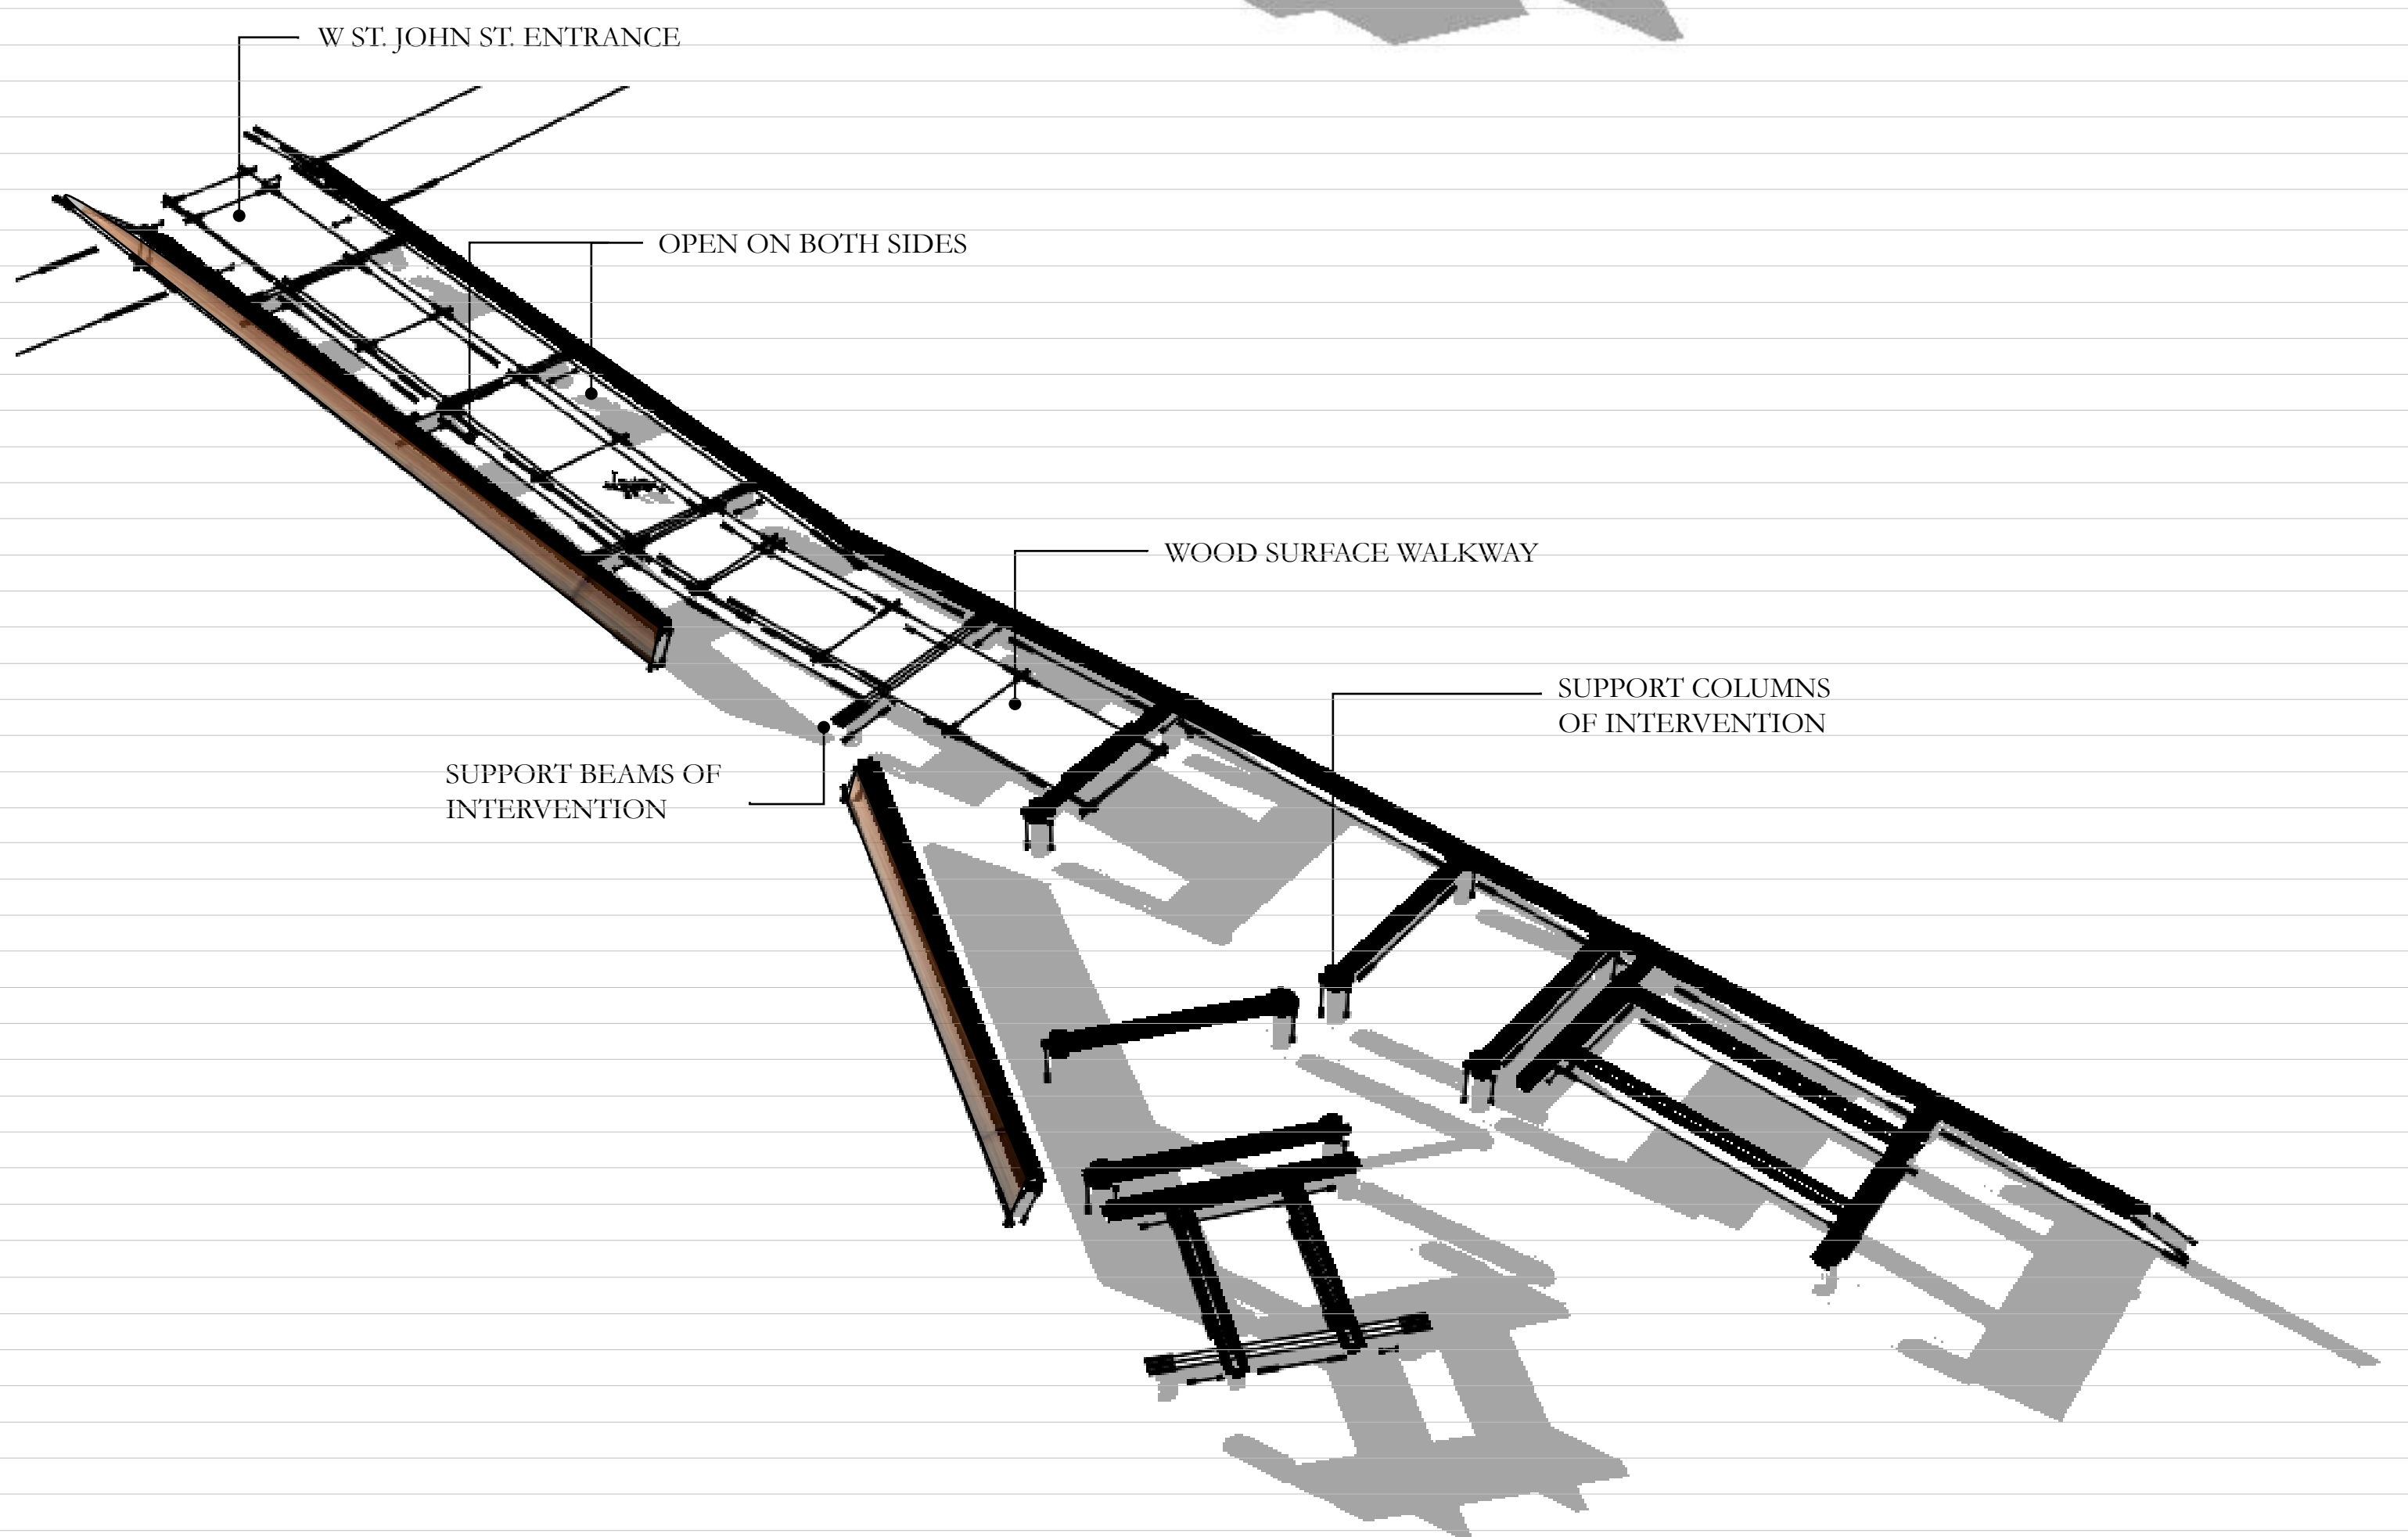 W ST. JOHN ST. ENTRANCE
OPEN ON BOTH SIDES
WOOD SURFACE WALKWAY
SUPPORT COLUMNS
OF INTERVENTION
SUPPORT BEAMS OF
INTERVENTION